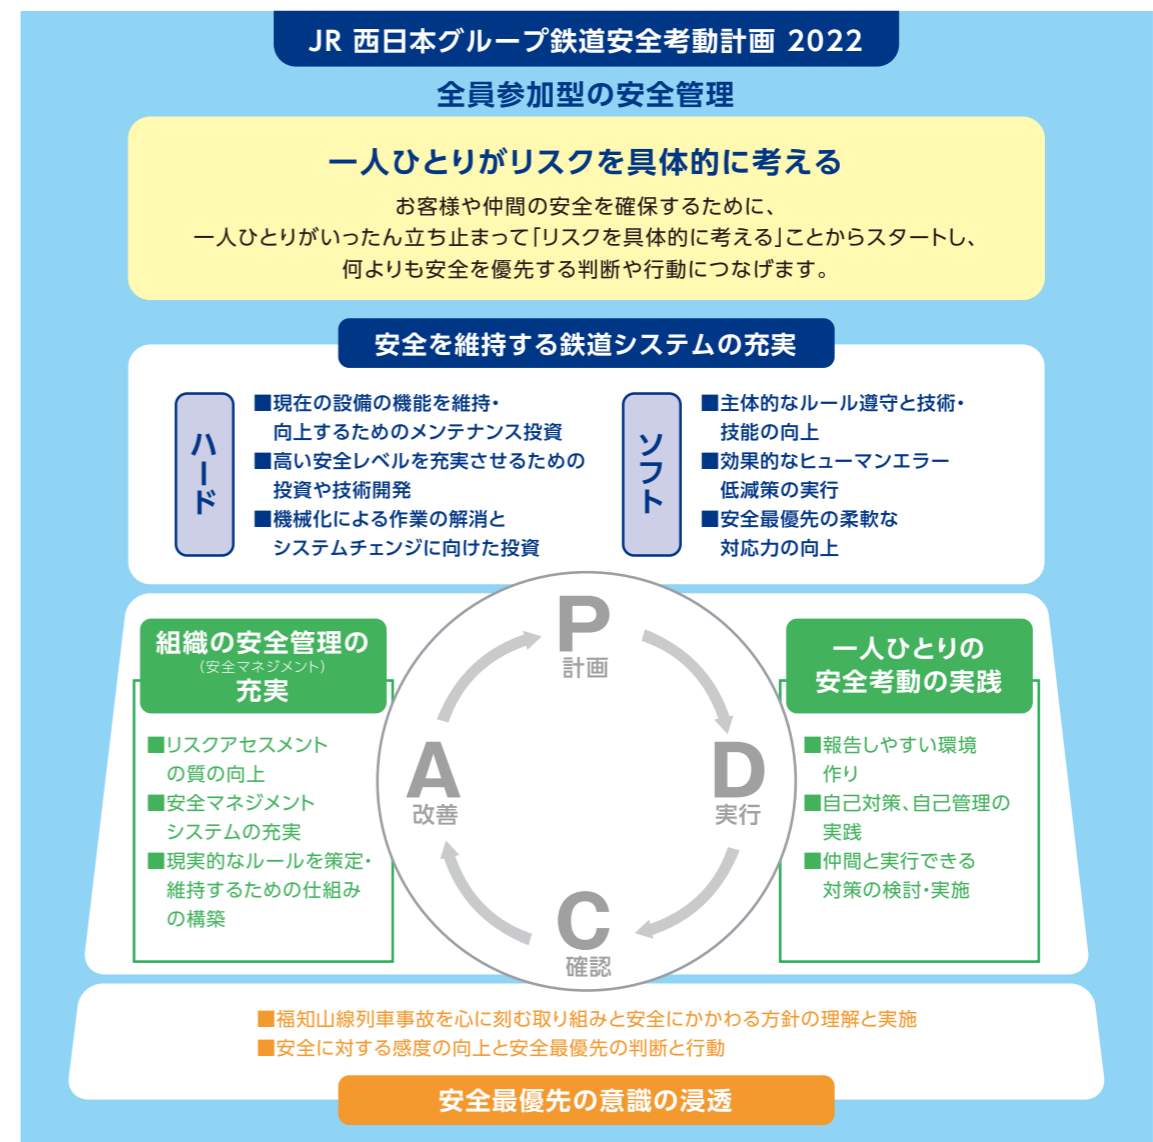 JR 西日本グループ鉄道安全考動計画 2022
全員参加型の安全管理
一人ひとりがリスクを具体的に考える
お客様や仲間の安全を確保するために、
一人ひとりがいったん立ち止まって「リスクを具体的に考える」ことからスタートし、
何よりも安全を優先する判断や行動につなげます。
安全を維持する鉄道システムの充実
ハード
■現在の設備の機能を維持・
向上するためのメンテナンス投資
■高い安全レベルを充実させるための
投資や技術開発
■機械化による作業の解消と
システムチェンジに向けた投資
ソフト
■主体的なルール遵守と技術・
技能の向上
■効果的なヒューマンエラー
低減策の実行
■安全最優先の柔軟な
対応力の向上
組織の安全管理の
(安全マネジメント)
充実
■リスクアセスメント
の質の向上
■安全マネジメント
システムの充実
■現実的なルールを策定・
維持するための仕組み
の構築
P
計画
D
実行
C
確認
A
改善
一人ひとりの
安全考動の実践
■報告しやすい環境
作り
■自己対策、自己管理の
実践
■仲間と実行できる
対策の検討・実施
■福知山線列車事故を心に刻む取り組みと安全にかかわる方針の理解と実施
■安全に対する感度の向上と安全最優先の判断と行動
安全最優先の意識の浸透